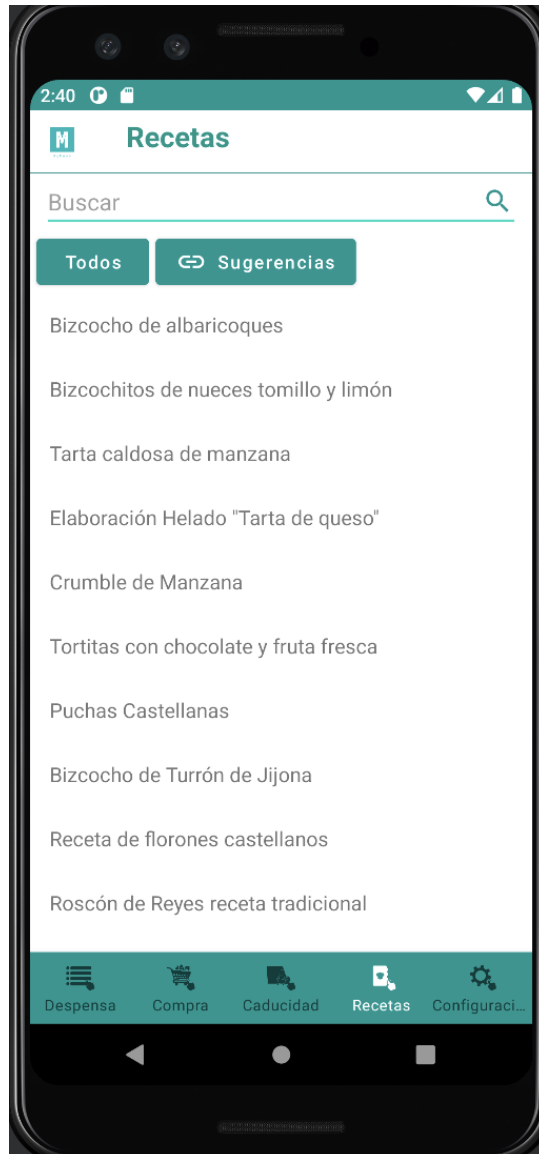 2:40
M
Recetas
Buscar
Todos
Sugerencias
Bizcocho de albaricoques
Bizcochitos de nueces tomillo y limón
Tarta caldosa de manzana
Elaboración Helado "Tarta de queso"
Crumble de Manzana
Tortitas con chocolate y fruta fresca
Puchas Castellanas
Bizcocho de Turrón de Jijona
Receta de florones castellanos
Roscón de Reyes receta tradicional
Despensa
Compra
Caducidad
Recetas
Configuraci...